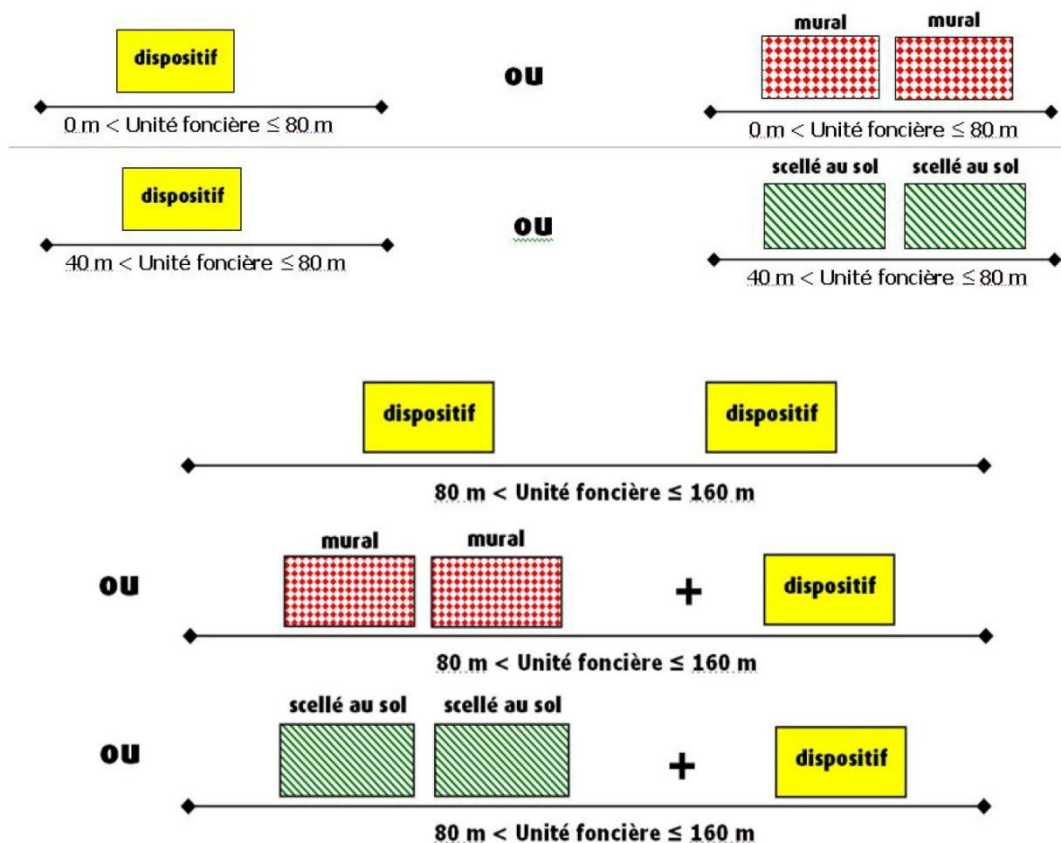 mural mural
dispositif
ou
0 m < Unité foncière ≤ 80 m
0 m < Unité foncière ≤ 80 m
scellé au sol scellé au sol
dispositif
ou
40 m < Unité foncière ≤ 80 m
40 m < Unité foncière ≤ 80 m
dispositif dispositif
80 m < Unité foncière ≤ 160 m
mural mural
ou
+
dispositif
80 m < Unité foncière ≤ 160 m
scellé au sol scellé au sol
ou
+
dispositif
80 m < Unité foncière ≤ 160 m